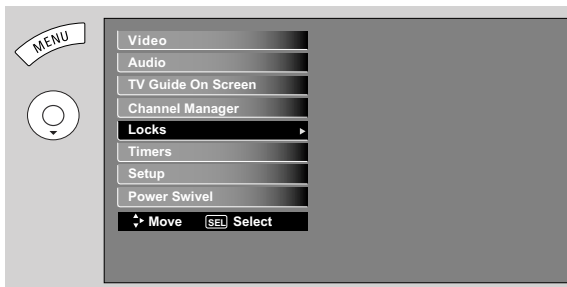 MENU
Video
Audio
TV Guide On Screen
Channel Manager
Locks
Timers
Setup
Power Swivel
Move SEL Select